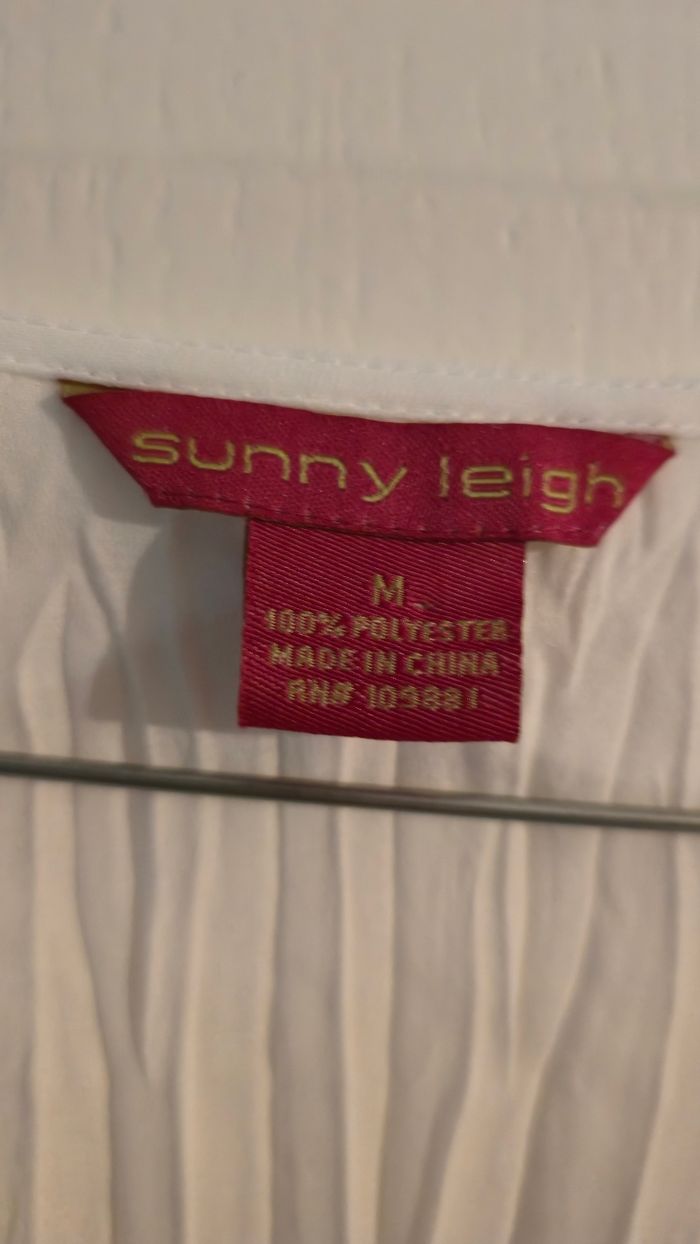 sunny leigh
M
100% POLYESTER
MADE IN CHINA
RN# 109881